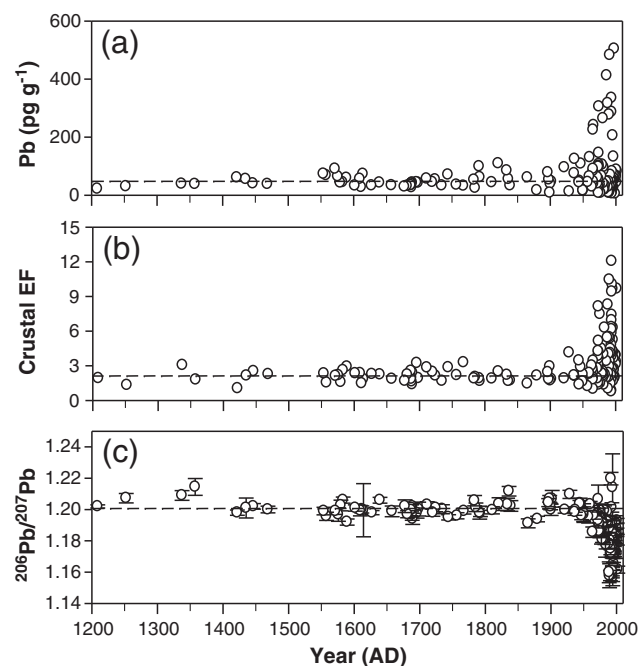 (a)
Pb (pg g⁻¹)
600
400
200
0
(b)
Crustal EF
15
12
9
6
3
0
(c)
²⁰⁶Pb/²⁰⁷Pb
1.24
1.22
1.20
1.18
1.16
1.14
1200 1300 1400 1500 1600 1700 1800 1900 2000
Year (AD)